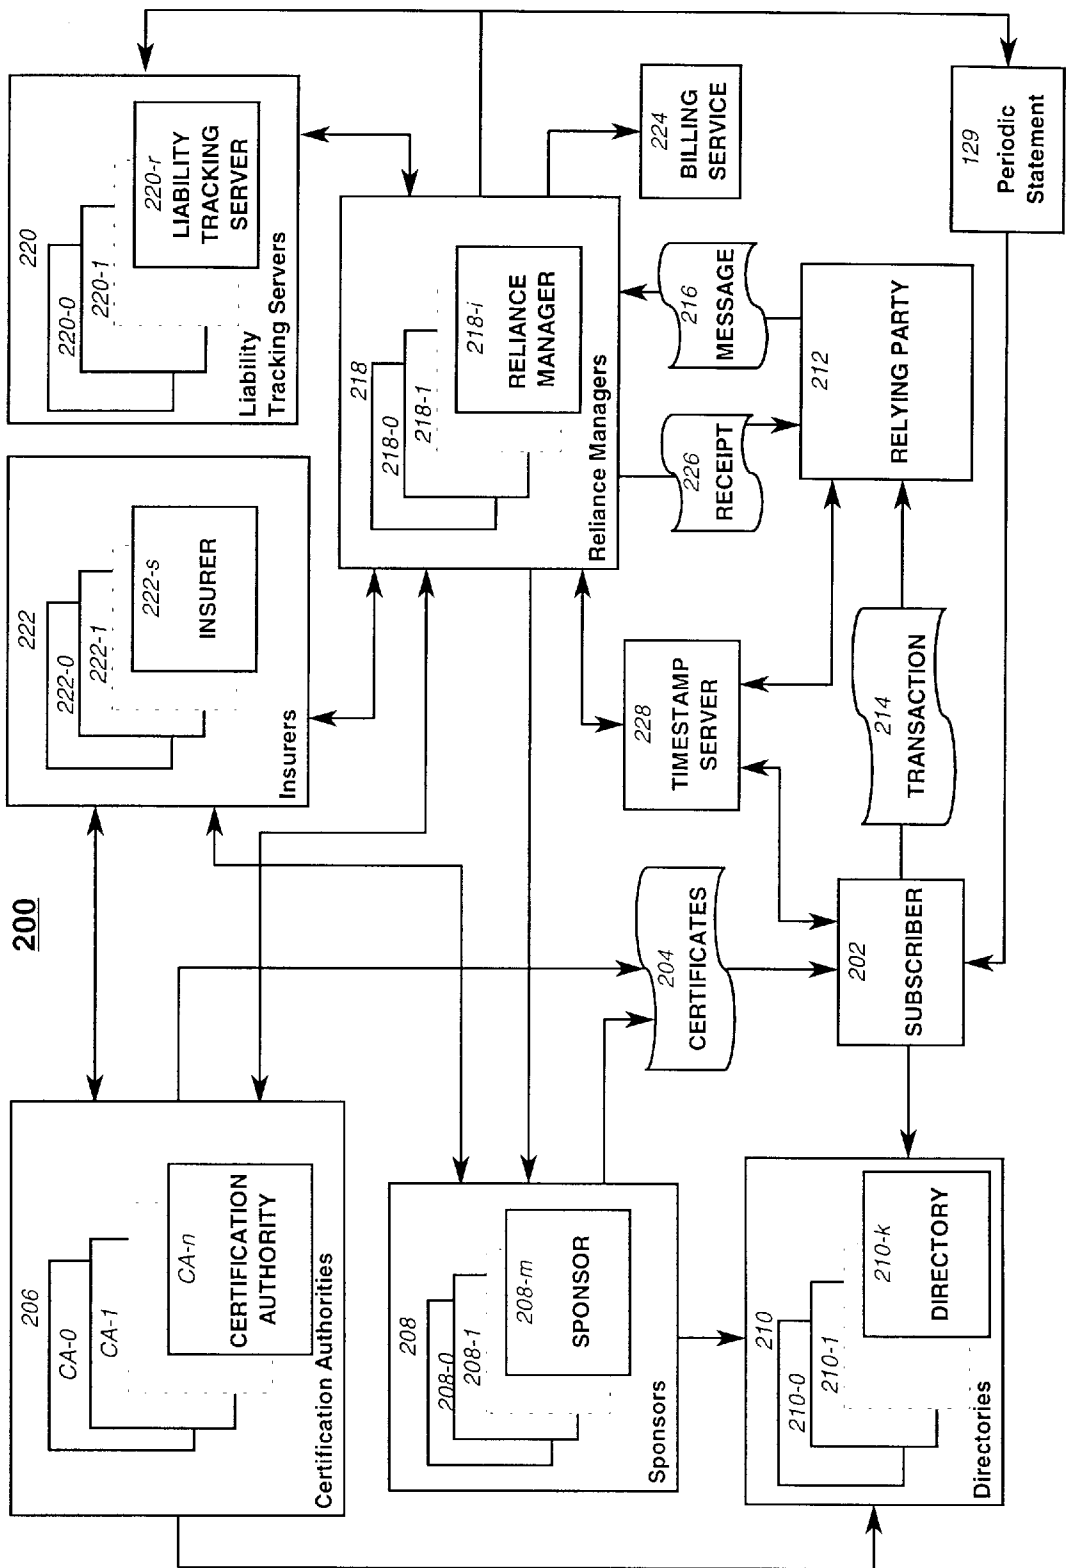 200
206
CA-0
CA-1
CA-n
CERTIFICATION
AUTHORITY
Certification Authorities
222
222-0
222-1
222-s
INSURER
Insurers
220
220-0
220-1
220-r
LIABILITY
TRACKING
SERVER
Liability
Tracking Servers
208
208-0
208-1
208-m
SPONSOR
Sponsors
218
218-0
218-1
218-i
RELIANCE
MANAGER
Reliance Managers
224
BILLING
SERVICE
204
CERTIFICATES
228
TIMESTAMP
SERVER
226
RECEIPT
216
MESSAGE
210
210-0
210-1
210-k
DIRECTORY
Directories
202
SUBSCRIBER
214
TRANSACTION
212
RELYING PARTY
129
Periodic
Statement